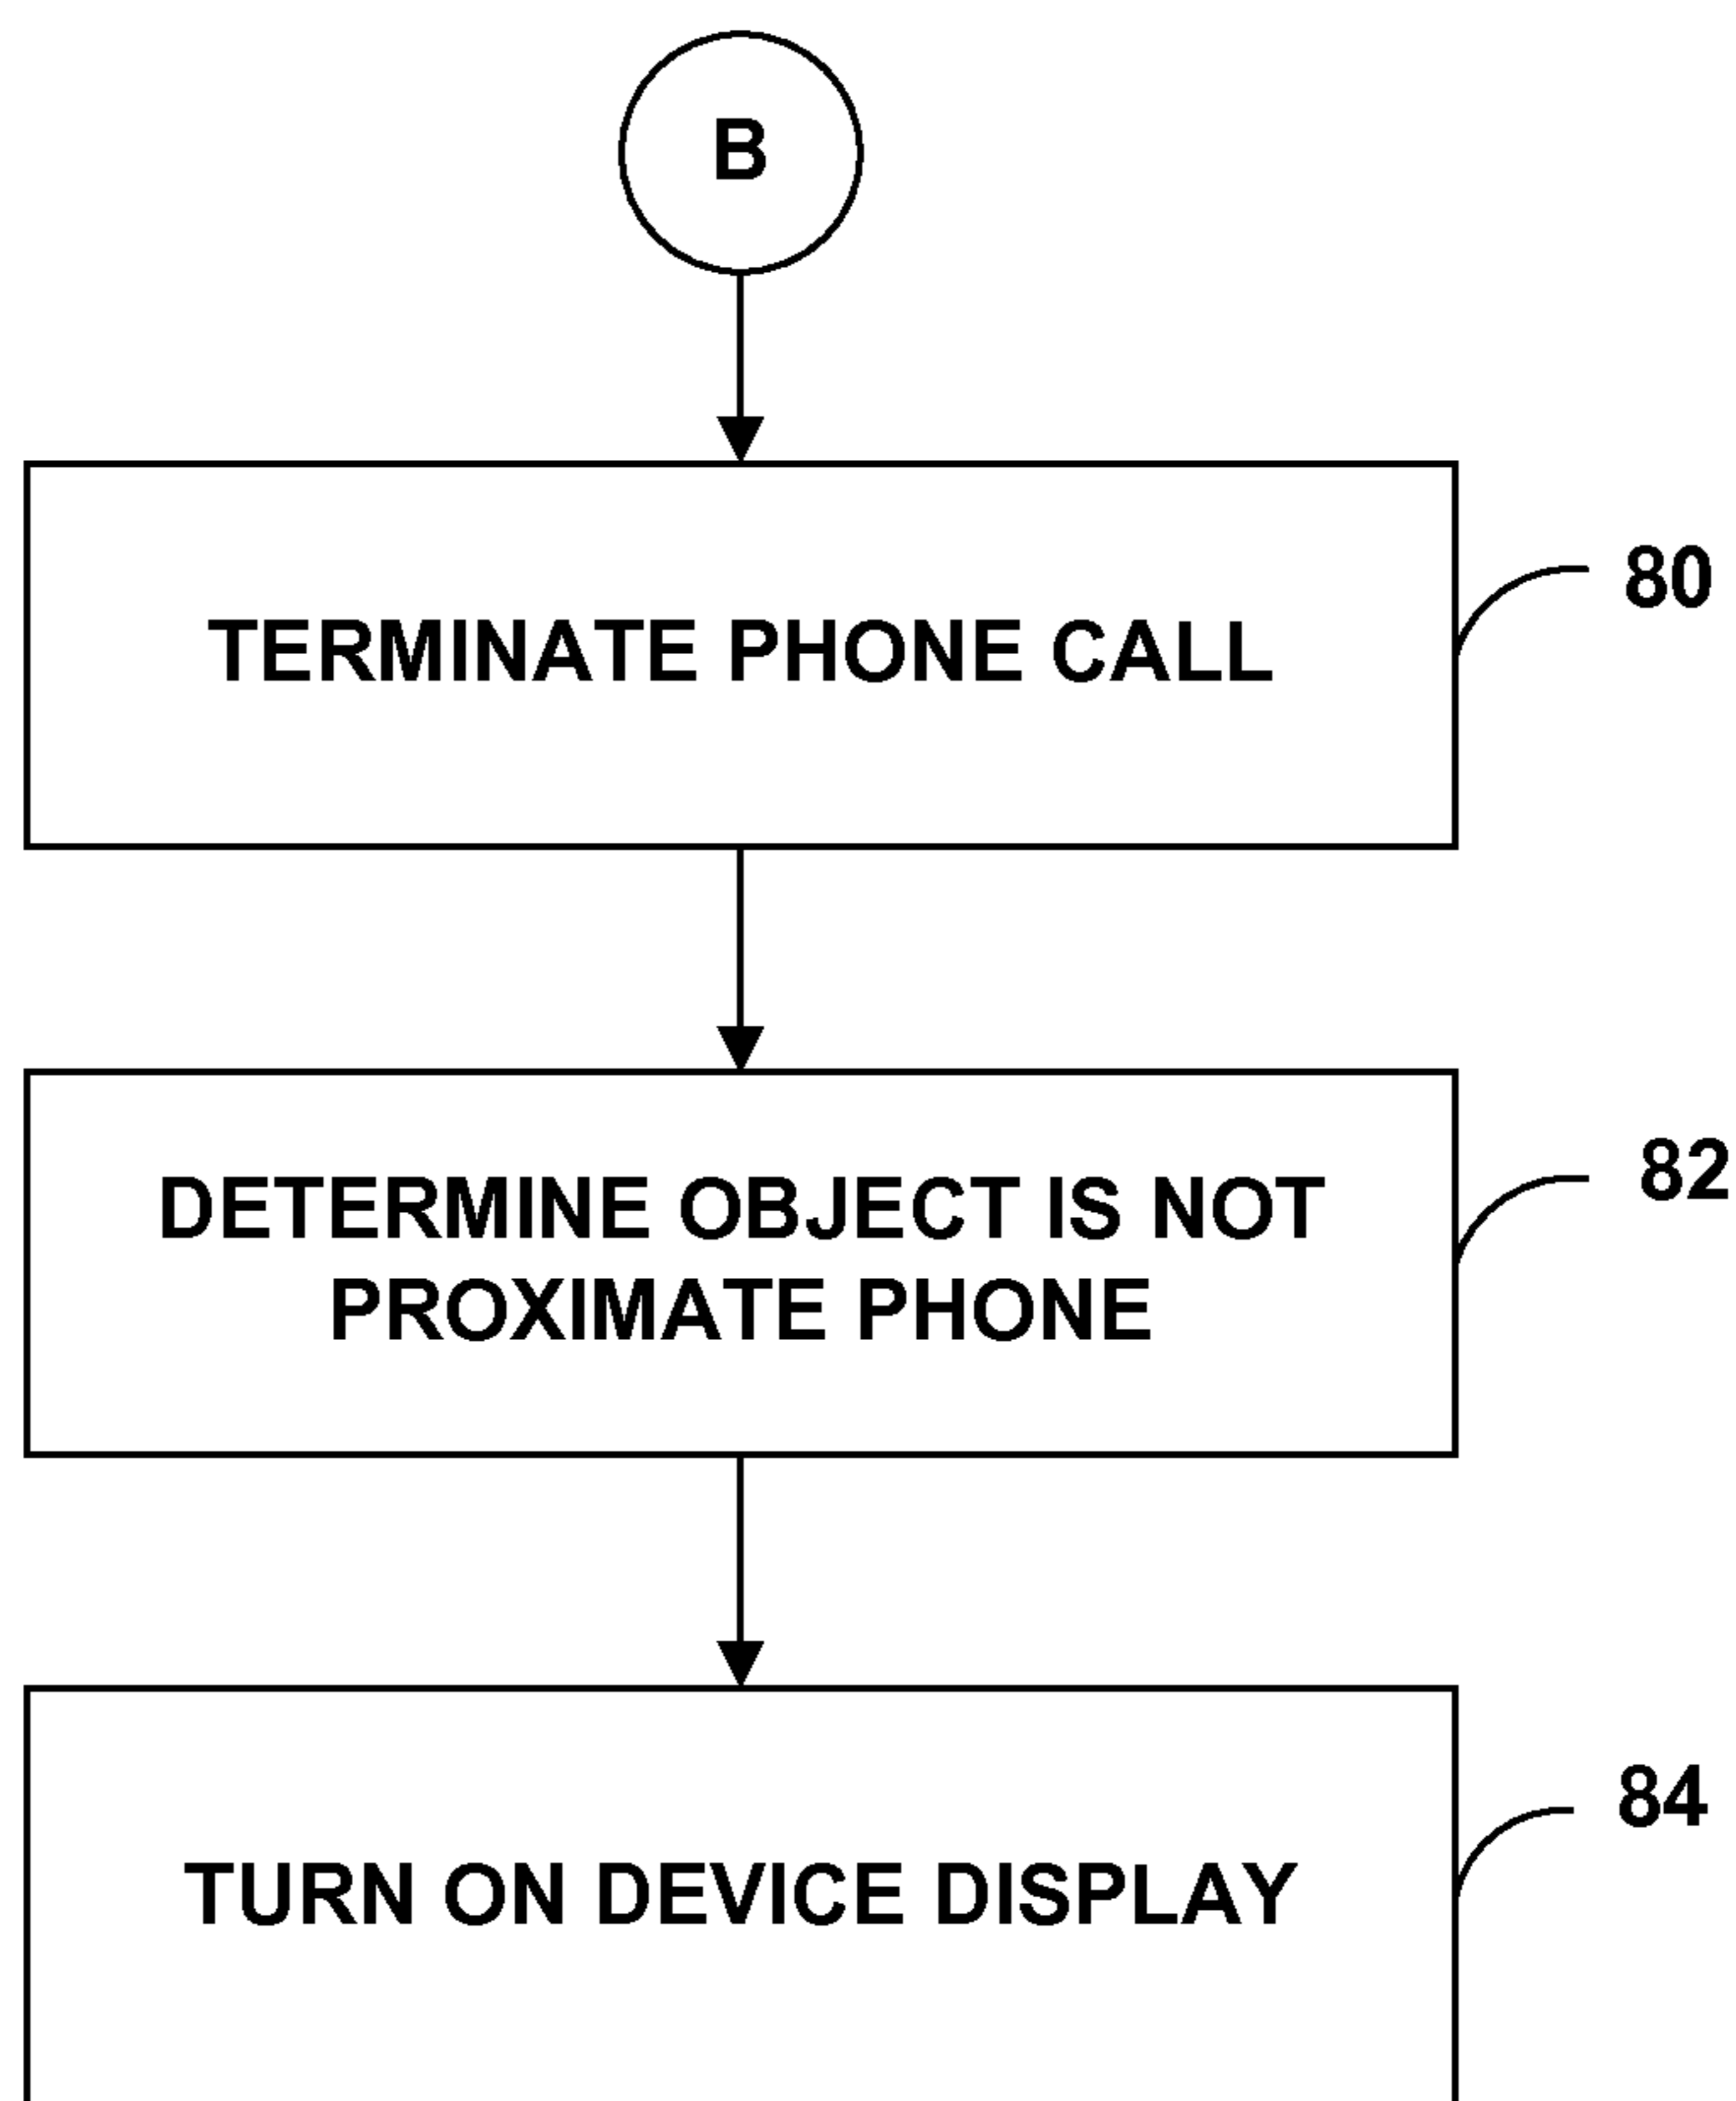 B
TERMINATE PHONE CALL
80
DETERMINE OBJECT IS NOT
PROXIMATE PHONE
82
TURN ON DEVICE DISPLAY
84